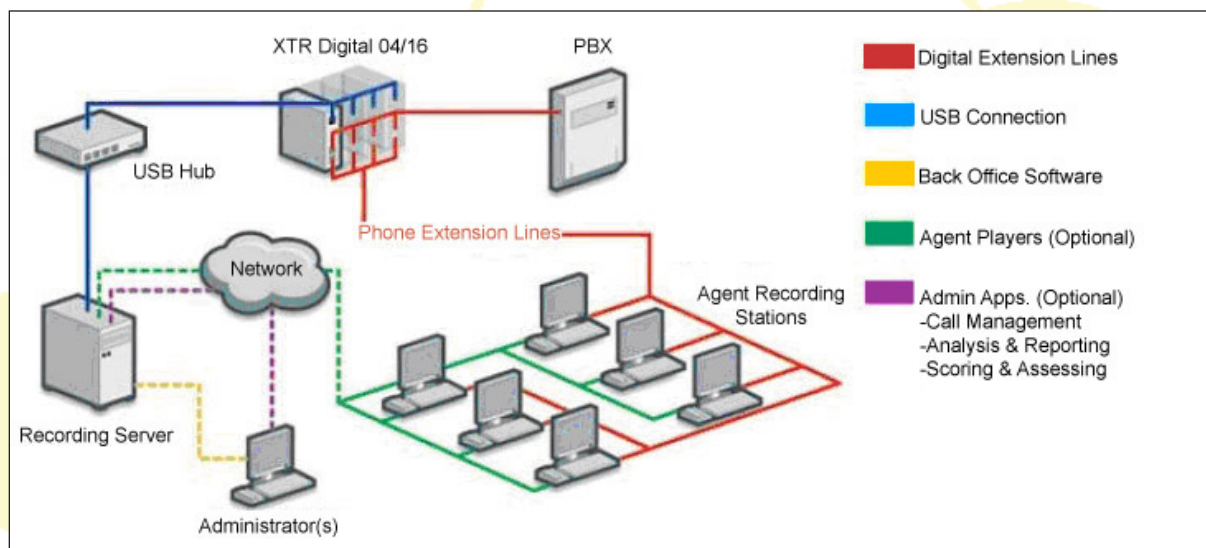 XTR Digital 04/16
PBX
USB Hub
Phone Extension Lines
Network
Agent Recording
Stations
Recording Server
Administrator(s)
Digital Extension Lines
USB Connection
Back Office Software
Agent Players (Optional)
Admin Apps. (Optional)
-Call Management
-Analysis & Reporting
-Scoring & Assessing